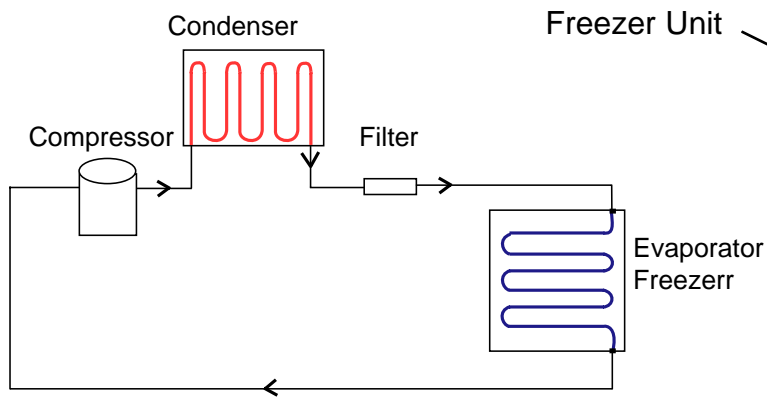 Freezer Unit
Condenser
Compressor
Filter
Evaporator
Freezerr